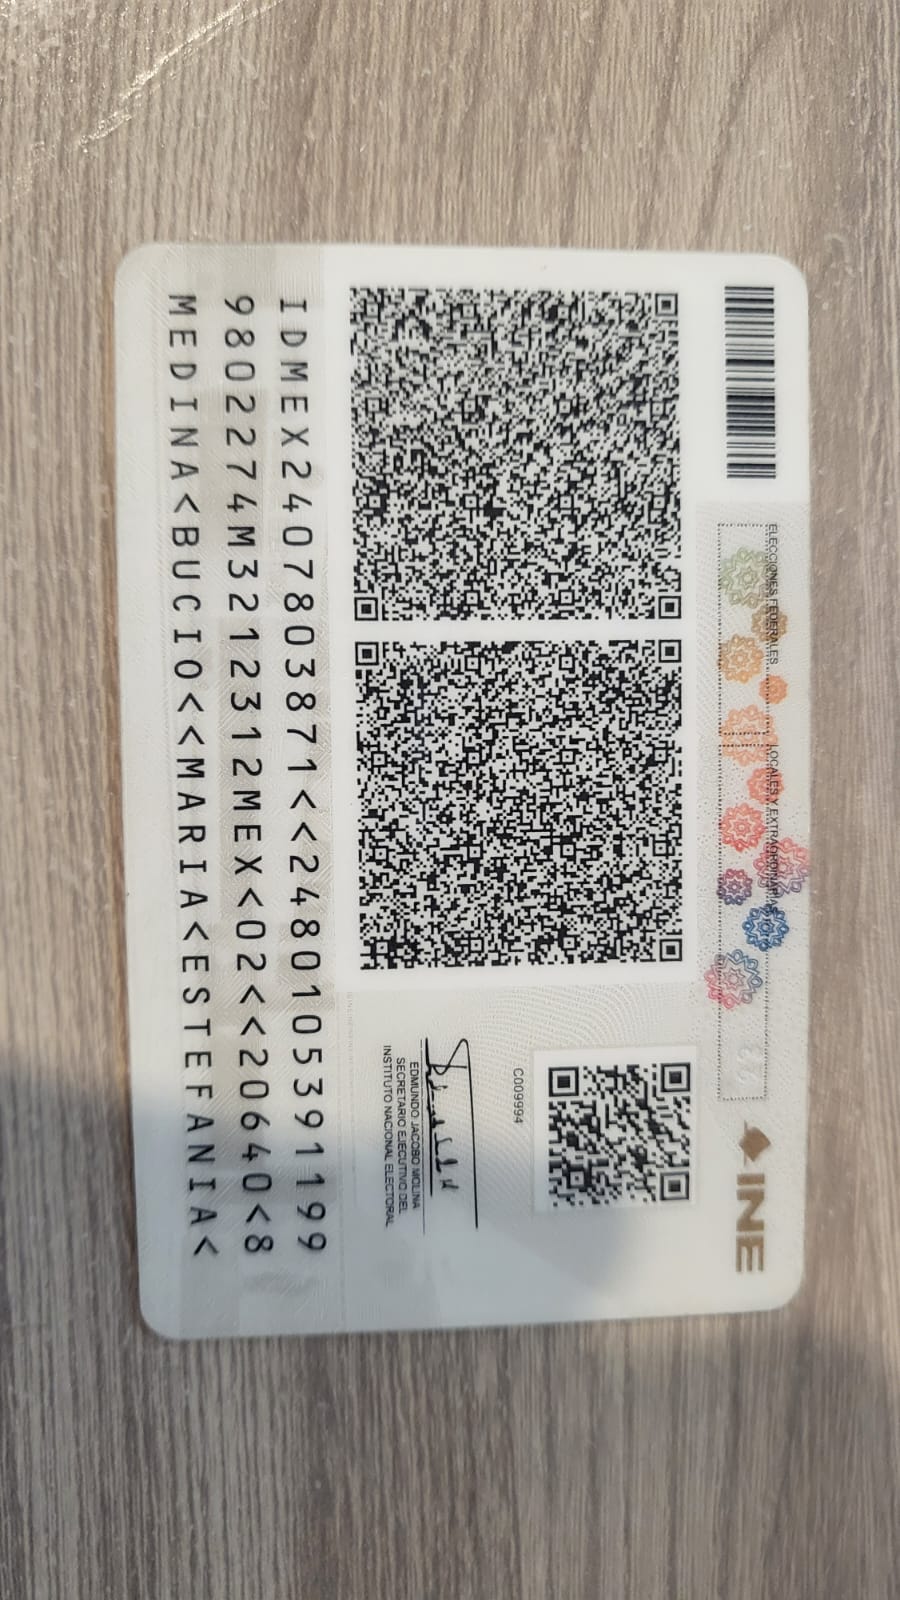 ELECCIONES FEDERALES
LOCALES Y EXTRAORDINARIAS
INE
C009994
EDMUNDO JACOBO MOLINA
SECRETARIO EJECUTIVO DEL
INSTITUTO NACIONAL ELECTORAL
IDMEX2407803871<<2480105391199
9802274M3212312MEX<02<<20640<8
MEDINA<BUCIO<<MARIA<ESTEFANIA<